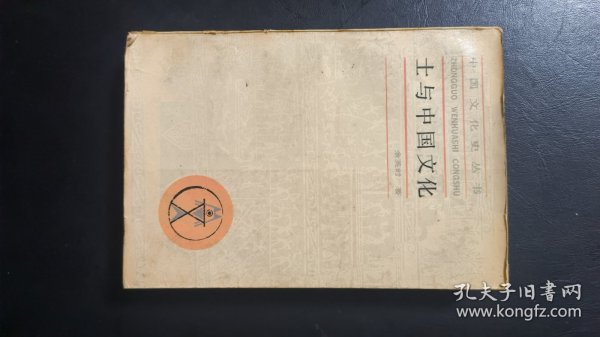 中国文化史丛书
ZHONGGUO WENHUASHI CONGSHU
士与中国文化
余英时 著
孔夫子旧书网
www.kongfz.com